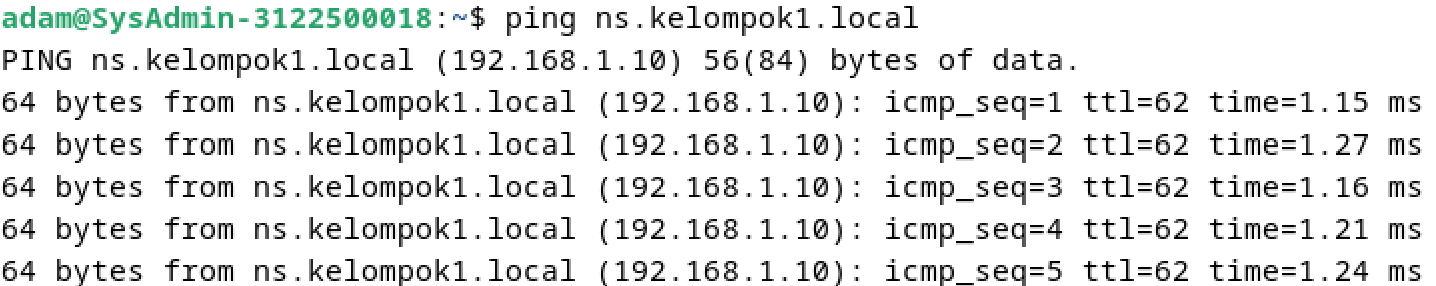 adam@SysAdmin-3122500018:~$ ping ns.kelompok1.local
PING ns.kelompok1.local (192.168.1.10) 56(84) bytes of data.
64 bytes from ns.kelompok1.local (192.168.1.10): icmp_seq=1 ttl=62 time=1.15 ms
64 bytes from ns.kelompok1.local (192.168.1.10): icmp_seq=2 ttl=62 time=1.27 ms
64 bytes from ns.kelompok1.local (192.168.1.10): icmp_seq=3 ttl=62 time=1.16 ms
64 bytes from ns.kelompok1.local (192.168.1.10): icmp_seq=4 ttl=62 time=1.21 ms
64 bytes from ns.kelompok1.local (192.168.1.10): icmp_seq=5 ttl=62 time=1.24 ms